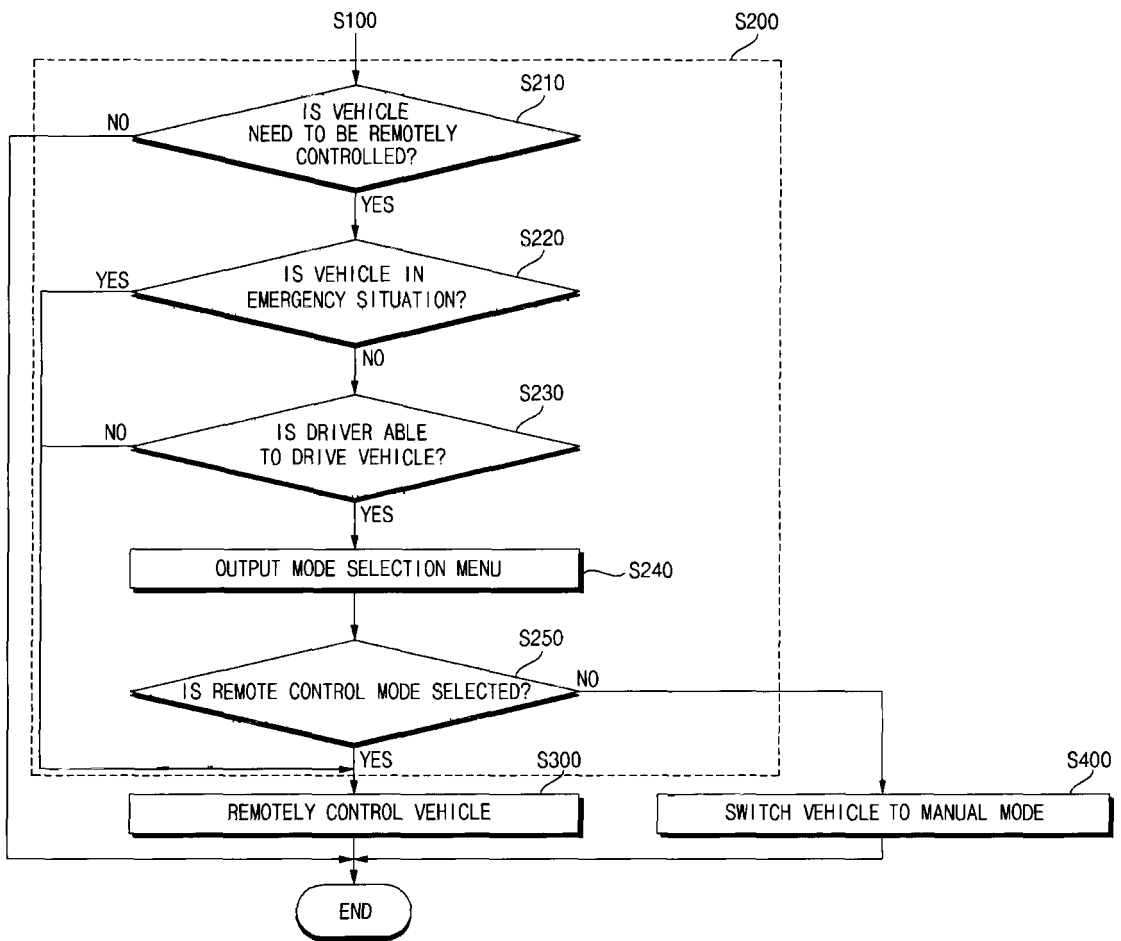 S100
S200
S210
IS VEHICLE
NEED TO BE REMOTELY
CONTROLLED?
NO
YES
S220
IS VEHICLE IN
EMERGENCY SITUATION?
YES
NO
S230
IS DRIVER ABLE
TO DRIVE VEHICLE?
NO
YES
OUTPUT MODE SELECTION MENU
S240
S250
IS REMOTE CONTROL MODE SELECTED?
NO
YES
S300
REMOTELY CONTROL VEHICLE
S400
SWITCH VEHICLE TO MANUAL MODE
END